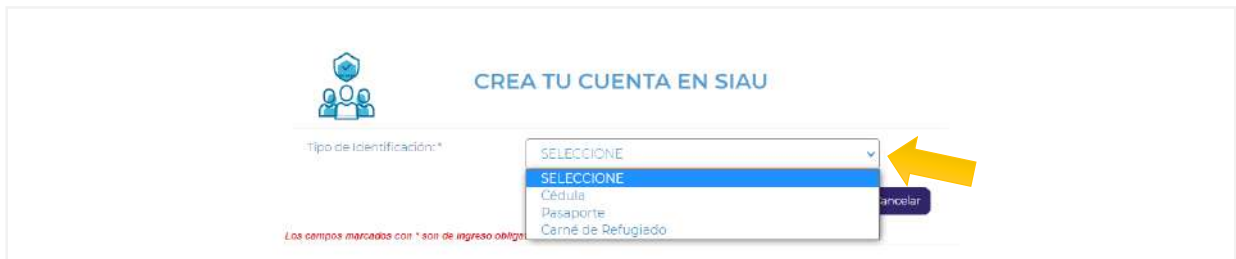 CREA TU CUENTA EN SIAU
Tipo de Identificación:*
SELECCIONE
SELECCIONE
Cédula
Pasaporte
Carné de Refugiado
ancelar
Los campos marcados con * son de ingreso obliga